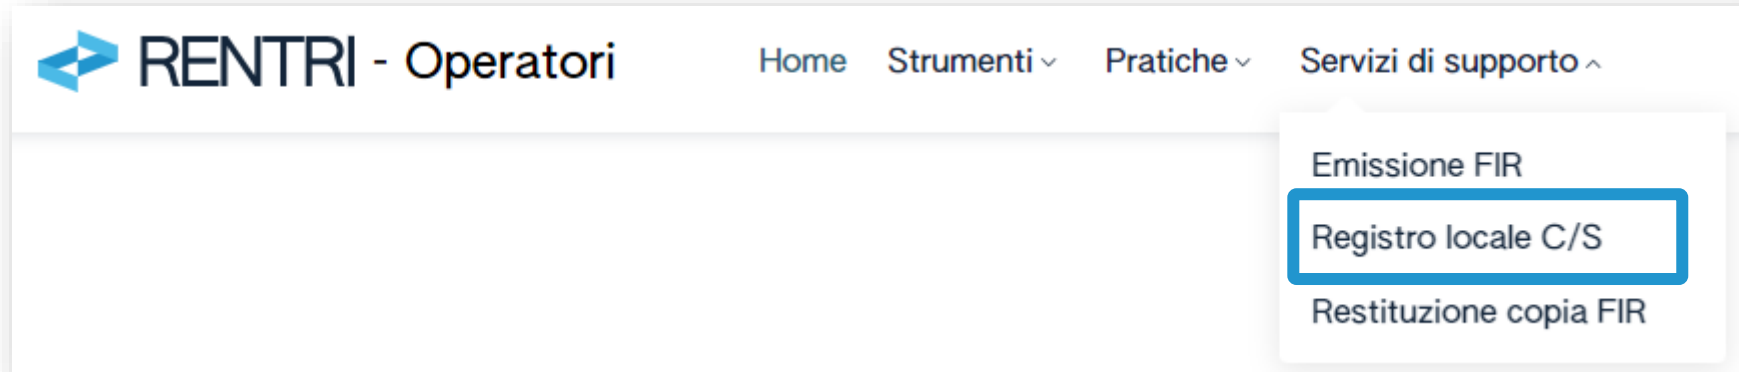 RENTRI - Operatori Home Strumenti Pratiche Servizi di supporto
Emissione FIR
Registro locale C/S
Restituzione copia FIR